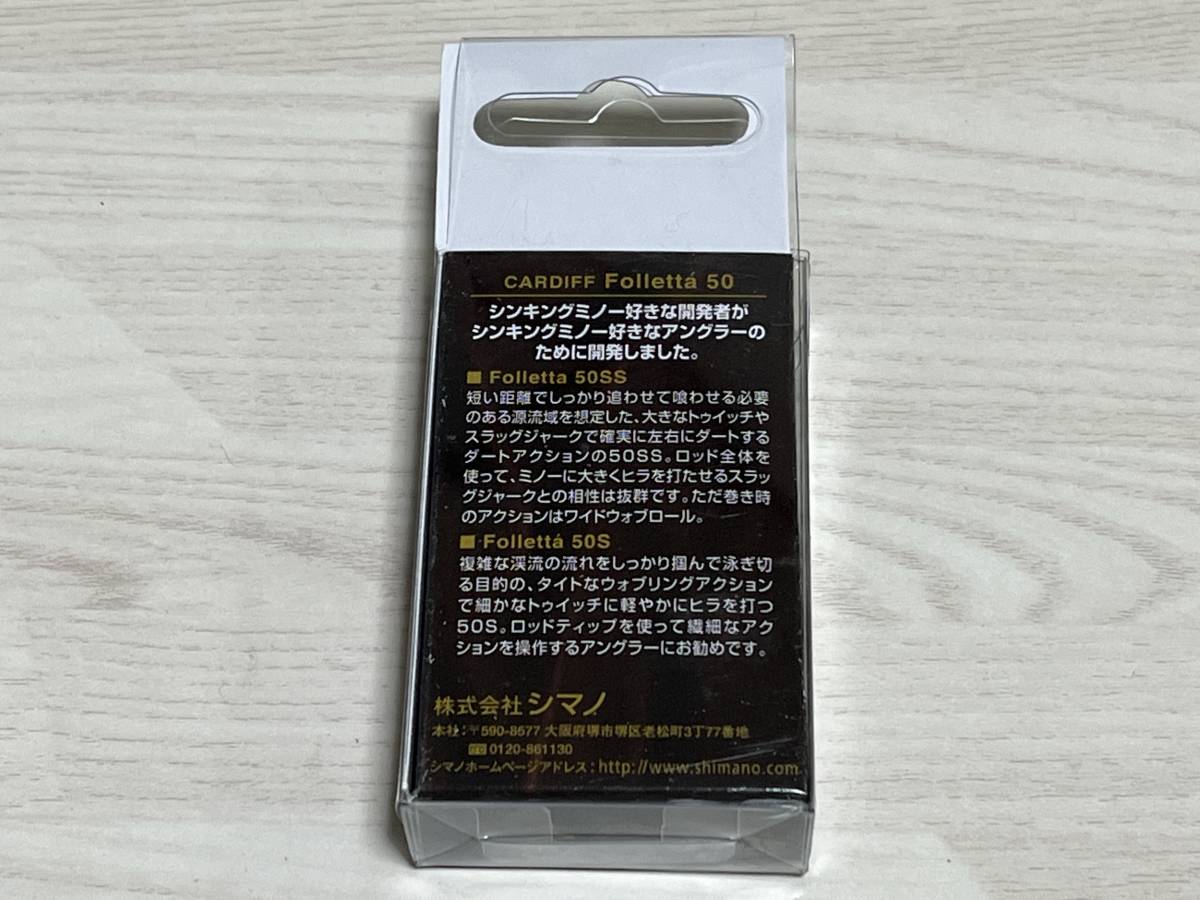 CARDIFF Follettá 50
シンキングミノー好きな開発者が
シンキングミノー好きなアングラーの
ために開発しました。
■ Folletta 50SS
短い距離でしっかり追わせて喰わせる必要
のある源流域を想定した、大きなトゥイッチや
スラッグジャークで確実に左右にダートする
ダートアクションの50SS。ロッド全体を
使って、ミノーに大きくヒラを打たせるスラッ
グジャークとの相性は抜群です。ただ巻き時
のアクションはワイドウォブロール。
■ Follettá 50S
複雑な渓流の流れをしっかり掴んで泳ぎ切
る目的の、タイトなウォブリングアクション
で細かなトゥイッチに軽やかにヒラを打つ
50S。ロッドティップを使って繊細なアク
ションを操作するアングラーにお勧めです。
株式会社 シマノ
本社：〒590-8577 大阪府堺市堺区老松町3丁77番地
0120-861130
シマノホームページアドレス：http://www.shimano.com